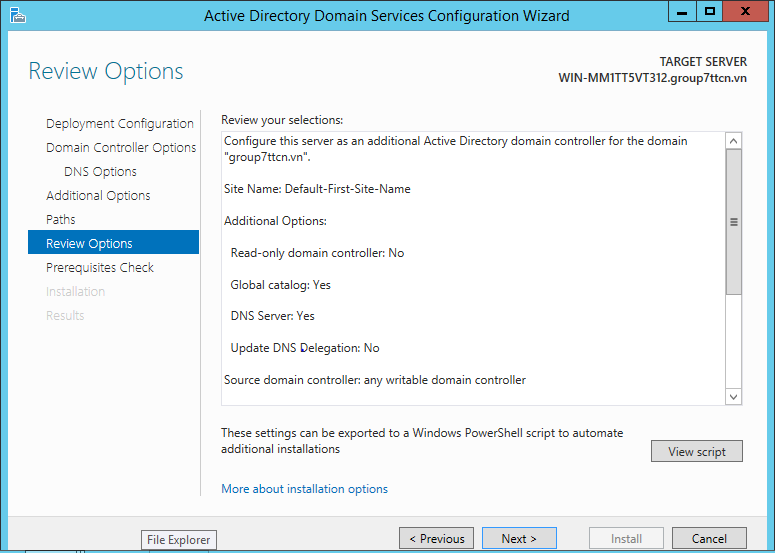 Active Directory Domain Services Configuration Wizard
Review Options
TARGET SERVER
WIN-MM1TT5VT312.group7ttcn.vn
Deployment Configuration
Domain Controller Options
DNS Options
Additional Options
Paths
Review Options
Prerequisites Check
Installation
Results
Review your selections:
Configure this server as an additional Active Directory domain controller for the domain
"group7ttcn.vn".
Site Name: Default-First-Site-Name
Additional Options:
Read-only domain controller: No
Global catalog: Yes
DNS Server: Yes
Update DNS Delegation: No
Source domain controller: any writable domain controller
These settings can be exported to a Windows PowerShell script to automate
additional installations
View script
More about installation options
File Explorer
< Previous
Next >
Install
Cancel